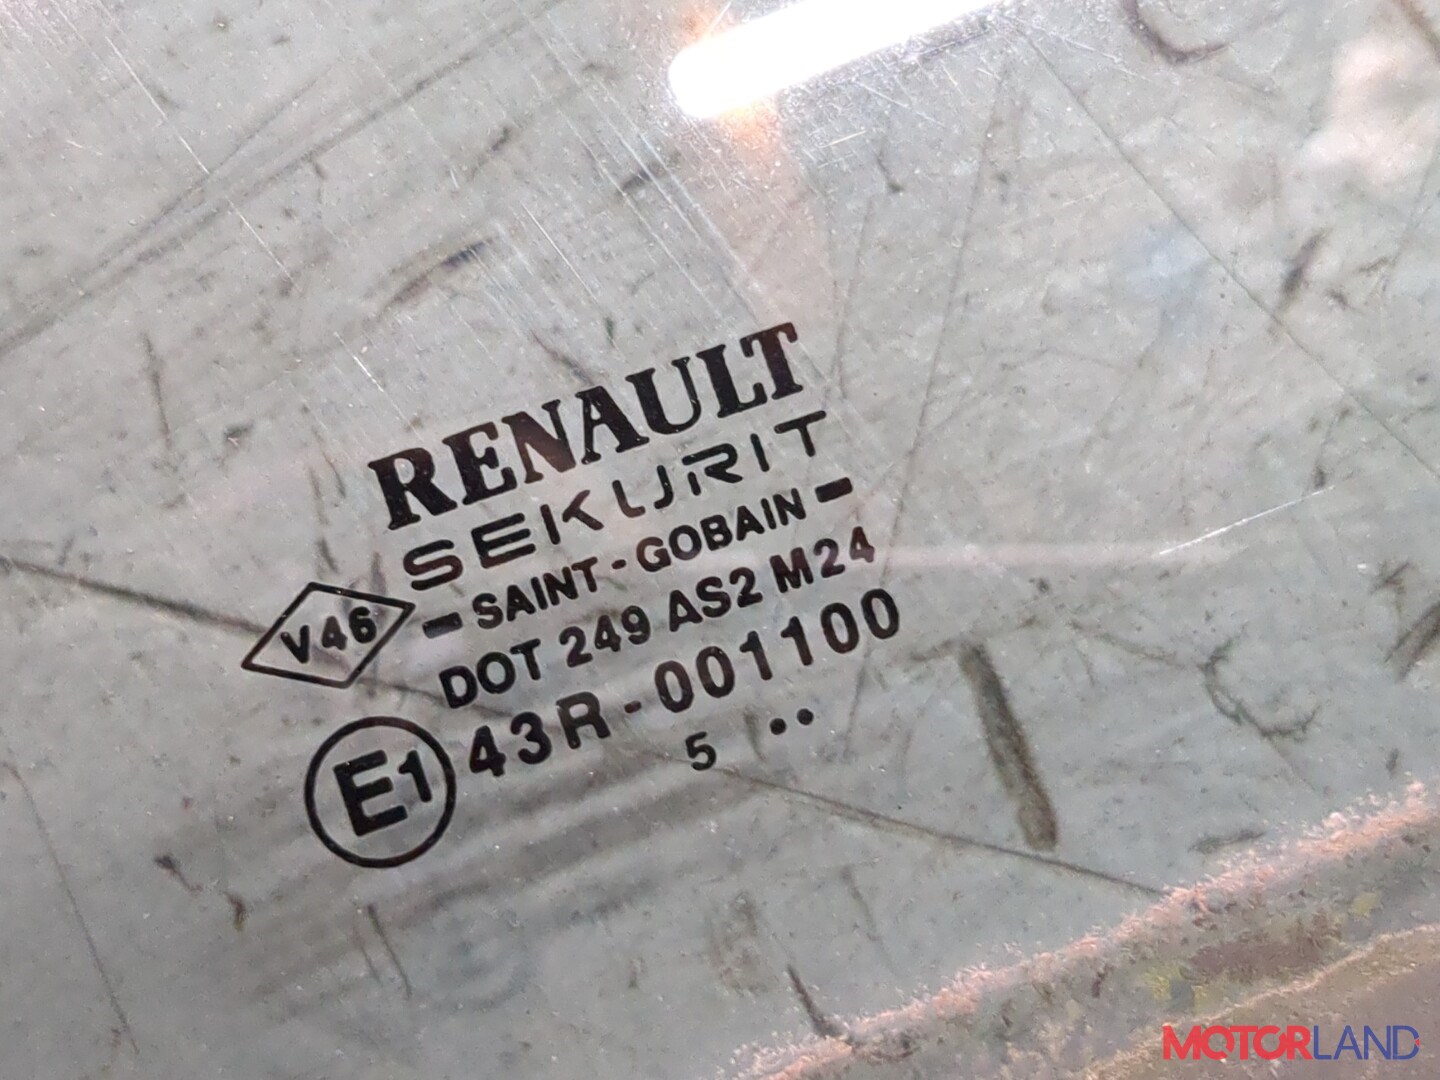 RENAULT
SEKURIT
- SAINT-GOBAIN -
V46
DOT 249 AS2 M24
E1 43R-001100
5 ..
MOTORLAND